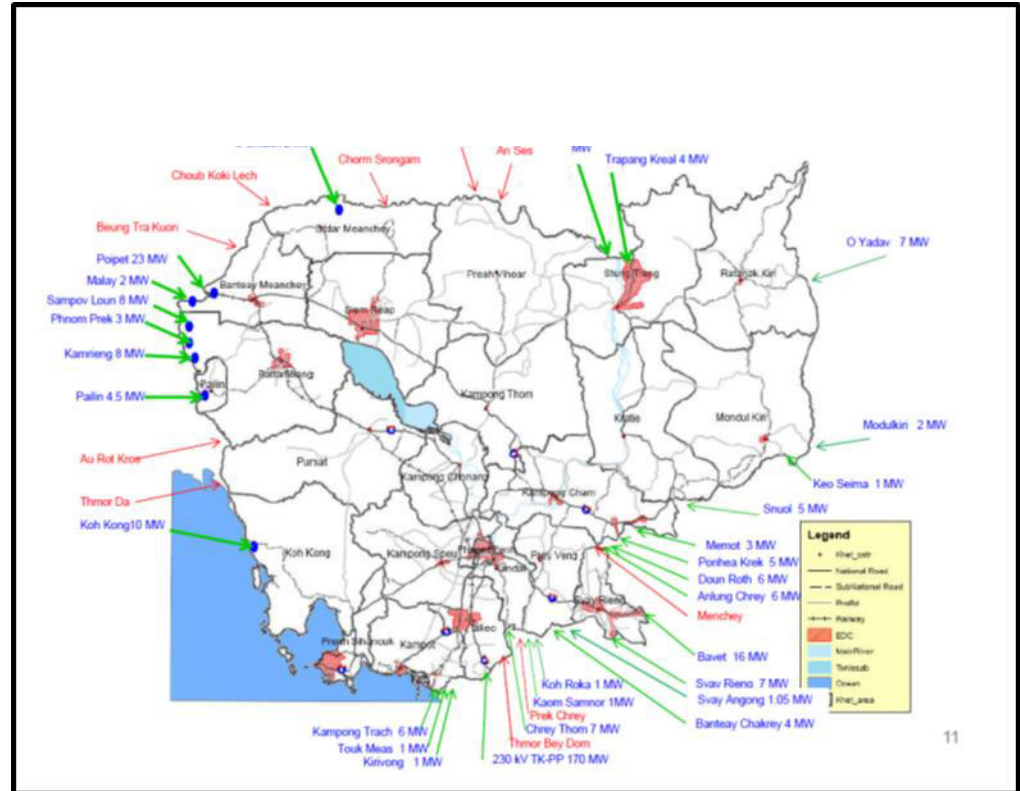 An Ses
MW
Trapang Kreal 4 MW
Chorm Srongam
Choub Koki Lech
Beung Tra Kuon
Poipet 23 MW
Malay 2 MW
Sampov Loun 8 MW
Phnom Prek 3 MW
Kamrieng 8 MW
Pailin 4.5 MW
Au Rot Kros
Thmor Da
Koh Kong10 MW
O Yadav 7 MW
Modulkiri 2 MW
Keo Seima 1 MW
Snuol 5 MW
Memot 3 MW
Ponhea Krek 5 MW
Doun Roth 6 MW
Anlung Chrey 6 MW
Menchey
Bavet 16 MW
Svay Rieng 7 MW
Svay Angong 1.05 MW
Banteay Chakrey 4 MW
Koh Roka 1 MW
Kaom Samnor 1MW
Prek Chrey
Chrey Thom 7 MW
Thmor Bey Dom
230 kV TK-PP 170 MW
Kampong Trach 6 MW
Touk Meas 1 MW
Kirivong 1 MW
Banteay Meanchey
Siem Reap
Preah Vihear
Stung Treng
Ratanak Kiri
Pailin
Kampong Thom
Kratie
Mondul Kiri
Pursat
Kampong Chnang
Kampong Cham
Koh Kong
Kampong Speu
Prey Veng
Svay Rieng
Kampot
Preah Sihanouk
Legend
National Road
SubNational Road
Railway
EDC
MainRiver
Tonlesab
Ocean
Khet_area
11